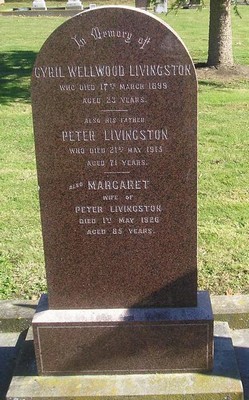 In Memory of
CYRIL WELLWOOD LIVINGSTON
WHO DIED 17TH MARCH 1899
AGED 23 YEARS.
ALSO HIS FATHER
PETER LIVINGSTON
WHO DIED 21ST MAY 1913
AGED 71 YEARS.
ALSO MARGARET
WIFE OF
PETER LIVINGSTON
DIED 1ST MAY 1926
AGED 85 YEARS.